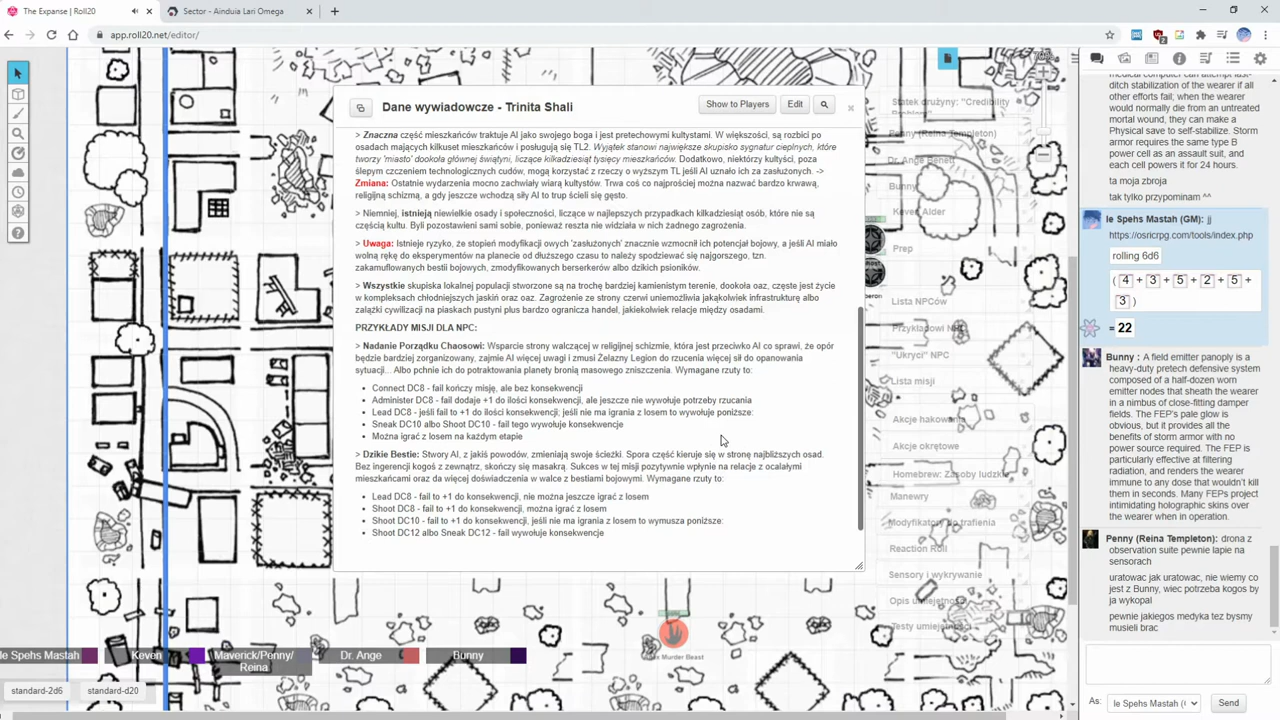 The Expanse | Roll20
Sector - Ainduia Lari Omega
app.roll20.net/editor/
Dane wywiadowcze - Trinita Shali
Show to Players
Edit
> Znaczna część mieszkańców traktuje AI jako swojego boga i jest pretechowymi kultystami. W większości, są rozbici po
osadach mających kilkuset mieszkańców i posługują się TL2. Wyjątek stanowi największe skupisko sygnatur cieplnych, które
tworzy 'miasto' dookoła głównej świątyni, liczące kilkadziesiąt tysięcy mieszkańców. Dodatkowo, niektórzy kultyści, poza
ślepym czczeniem technologicznych cudów, mogą korzystać z rzeczy o wyższym TL jeśli AI uznało ich za zasłużonych. ->
Zmiana: Ostatnie wydarzenia mocno zachwiały wiarą kultystów. Trwa coś co najprościej można nazwać bardzo krwawą,
religijną schizmą, a gdy jeszcze wchodzą siły AI to trup ścieli się gęsto.
> Niemniej, istnieją niewielkie osady i społeczności, liczące w najlepszych przypadkach kilkadziesiąt osób, które nie są
częścią kultu. Byli pozostawieni sami sobie, ponieważ reszta nie widziała w nich żadnego zagrożenia.
> Uwaga: Istnieje ryzyko, że stopień modyfikacji owych 'zasłużonych' znacznie wzmocnił ich potencjał bojowy, a jeśli AI miało
wolną rękę do eksperymentów na planecie od dłuższego czasu to należy spodziewać się najgorszego, tzn.
zakamuflowanych bestii bojowych, zmodyfikowanych berserkerów albo dzikich psioników.
> Wszystkie skupiska lokalnej populacji stworzone są na trochę bardziej kamienistym terenie, dookoła oaz, częste jest życie
w kompleksach chłodniejszych jaskiń oraz oaz. Zagrożenie ze strony czerwi uniemożliwia jakąkolwiek infrastrukturę albo
zalążki cywilizacji na piaskach pustyni plus bardzo ogranicza handel, jakiekolwiek relacje między osadami.
PRZYKŁADY MISJI DLA NPC:
> Nadanie Porządku Chaosowi: Wsparcie strony walczącej w religijnej schizmie, która jest przeciwko AI co sprawi, że opór
będzie bardziej zorganizowany, zajmie AI więcej uwagi i zmusi Żelazny Legion do rzucenia więcej sił do opanowania
sytuacji... Albo pchnie ich do potraktowania planety bronią masowego zniszczenia. Wymagane rzuty to:
Connect DC8 - fail kończy misję, ale bez konsekwencji
Administer DC8 - fail dodaje +1 do ilości konsekwencji, ale jeszcze nie wywołuje potrzeby rzucania
Lead DC8 - jeśli fail to +1 do ilości konsekwencji; jeśli nie ma igrania z losem to wywołuje poniższe:
Sneak DC10 albo Shoot DC10 - fail tego wywołuje konsekwencje
Można igrać z losem na każdym etapie
> Dzikie Bestie: Stwory AI, z jakiś powodów, zmieniają swoje ścieżki. Spora część kieruje się w stronę najbliższych osad.
Bez ingerencji kogoś z zewnątrz, skończy się masakrą. Sukces w tej misji pozytywnie wpłynie na relacje z ocalałymi
mieszkańcami oraz da więcej doświadczenia w walce z bestiami bojowymi. Wymagane rzuty to:
Lead DC8 - fail to +1 do konsekwencji, nie można jeszcze igrać z losem
Shoot DC8 - fail to +1 do konsekwencji, można igrać z losem
Shoot DC10 - fail to +1 do konsekwencji, jeśli nie ma igrania z losem to wymusza poniższe:
Shoot DC12 albo Sneak DC12 - fail wywołuje konsekwencje
Statek drużyny: "Credibility
Penny (Reina Templeton)
Dr. Ange Benett
Bunny
Keven Alder
Prep
Lista NPCów
Przykładowi NPC
"Ukryci" NPC
Lista misji
Akcje hakowania
Akcje okrętowe
Homebrew: Zasoby ludzkie
Manewry
Modyfikatory do trafienia
Reaction Roll
Sensory i wykrywanie
Opis umiejętności
Testy umiejętności
medical computer can attempt last-
ditch stabilization of the wearer if all
other efforts fail; when the wearer
would normally die from an untreated
mortal wound, they can make a
Physical save to self-stabilize. Storm
armor requires the same type B
power cell as an assault suit, and
each cell powers it for 24 hours.
ta moja zbroja
tak tylko przypominam ^^
le Spehs Mastah (GM): jj
https://osricrpg.com/tools/index.php
rolling 6d6
( 4 + 3 + 5 + 2 + 5 +
3 )
= 22
Bunny : A field emitter panoply is a
heavy-duty pretech defensive system
composed of a half-dozen worn
emitter nodes that sheath the wearer
in a nimbus of close-fitting damper
fields. The FEP's pale glow is
obvious, but it provides all the
benefits of storm armor with no
power source required. The FEP is
particularly effective at filtering
radiation, and renders the wearer
immune to any dose that wouldn't kill
them in seconds. Many FEPs project
intimidating holographic skins over
the wearer when in operation.
Penny (Reina Templeton): drona z
observation suite pewnie lapie na
sensorach
uratowac jak uratowac, nie wiemy co
jest z Bunny, wiec potrzeba kogos by
ja wykopal
pewnie jakiegos medyka tez bysmy
musieli brac
Murder Beast
le Spehs Mastah
Keven
Maverick/Penny/
Reina
Dr. Ange
Bunny
standard-2d6
standard-d20
As:
le Spehs Mastah (
Send